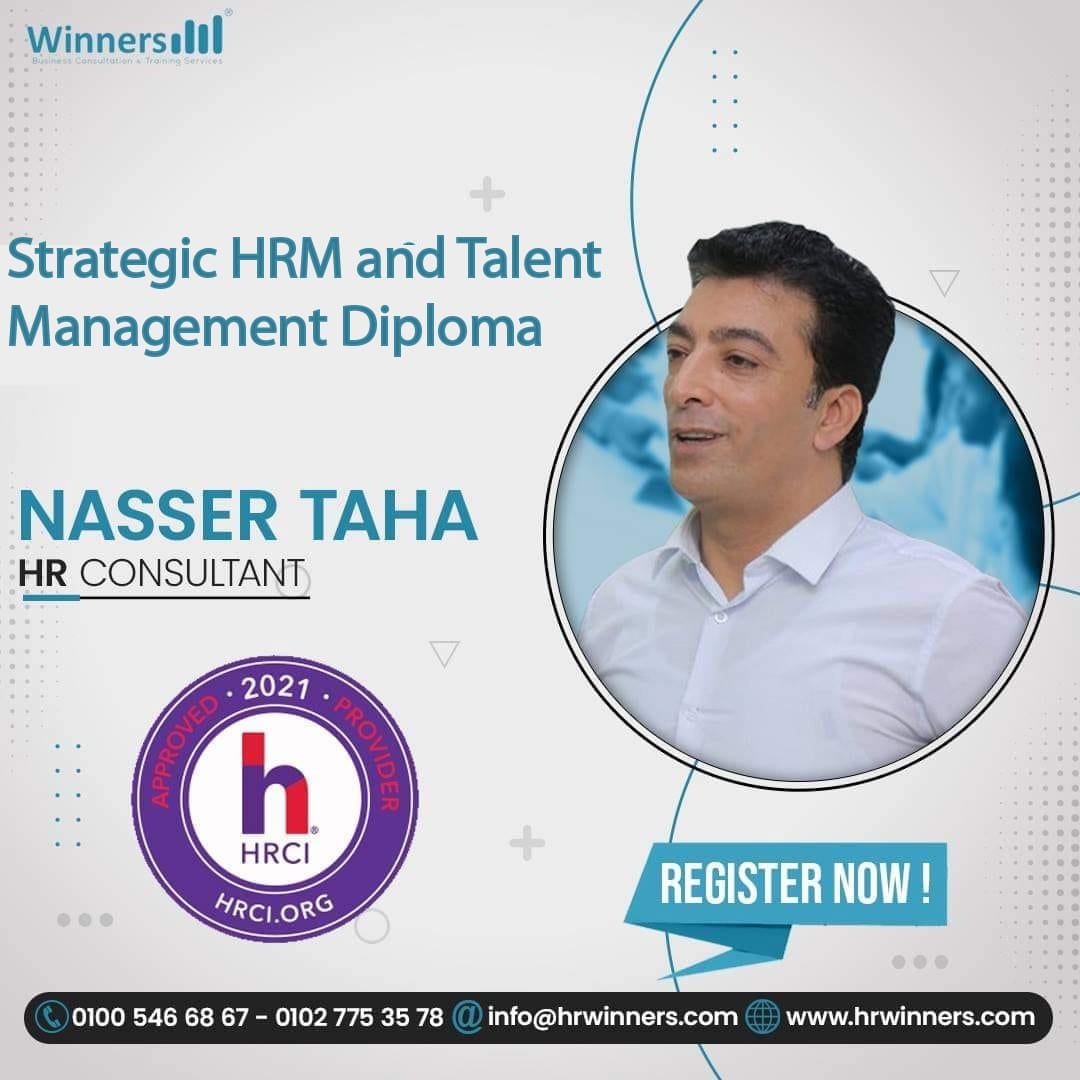 Winners®
Business Consultation & Training Services
Strategic HRM and Talent
Management Diploma
NASSER TAHA
HR CONSULTANT
APPROVED · 2021 · PROVIDER
h®
HRCI
HRCI.ORG
REGISTER NOW !
0100 546 68 67 - 0102 775 35 78 info@hrwinners.com www.hrwinners.com